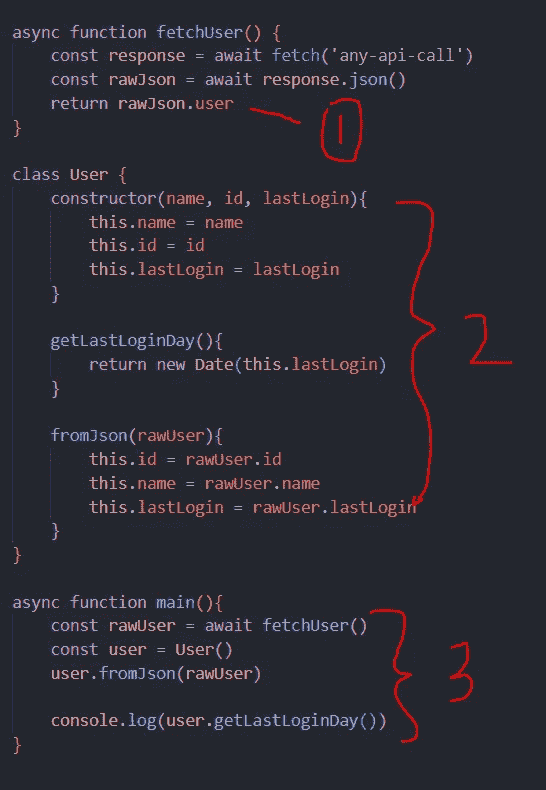 async function fetchUser() {
    const response = await fetch('any-api-call')
    const rawJson = await response.json()
    return rawJson.user
1
}
class User {
    constructor(name, id, lastLogin){
        this.name = name
        this.id = id
        this.lastLogin = lastLogin
    }
2
    getLastLoginDay(){
        return new Date(this.lastLogin)
    }
    fromJson(rawUser){
        this.id = rawUser.id
        this.name = rawUser.name
        this.lastLogin = rawUser.lastLogin
    }
}
async function main(){
    const rawUser = await fetchUser()
    const user = User()
    user.fromJson(rawUser)
3
    console.log(user.getLastLoginDay())
}